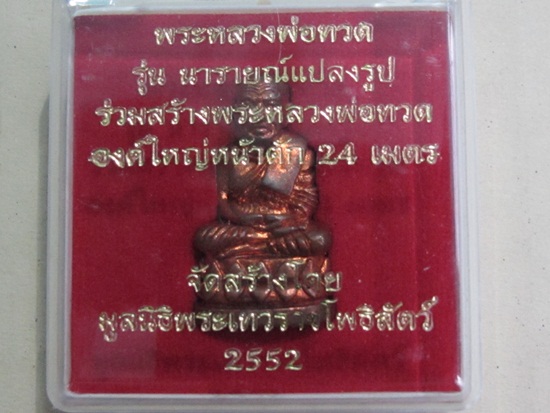 พระหลวงพ่อทวด
รุ่น นารายณ์แปลงรูป
ร่วมสร้างพระหลวงพ่อทวด
องค์ใหญ่หน้าตัก 24 เมตร
จัดสร้างโดย
มูลนิธิพระเทวราชโพธิสัตว์
2552